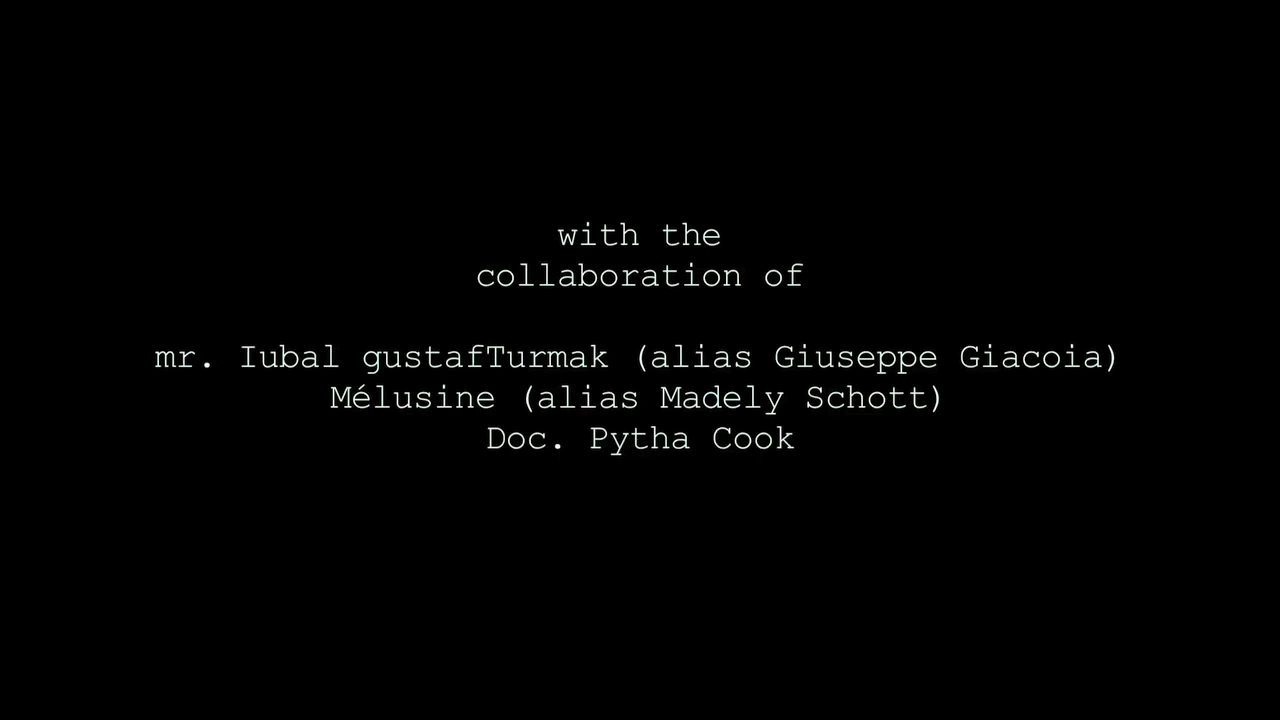 with the
collaboration of
mr. Iubal gustafTurmak (alias Giuseppe Giacoia)
Mélusine (alias Madely Schott)
Doc. Pytha Cook